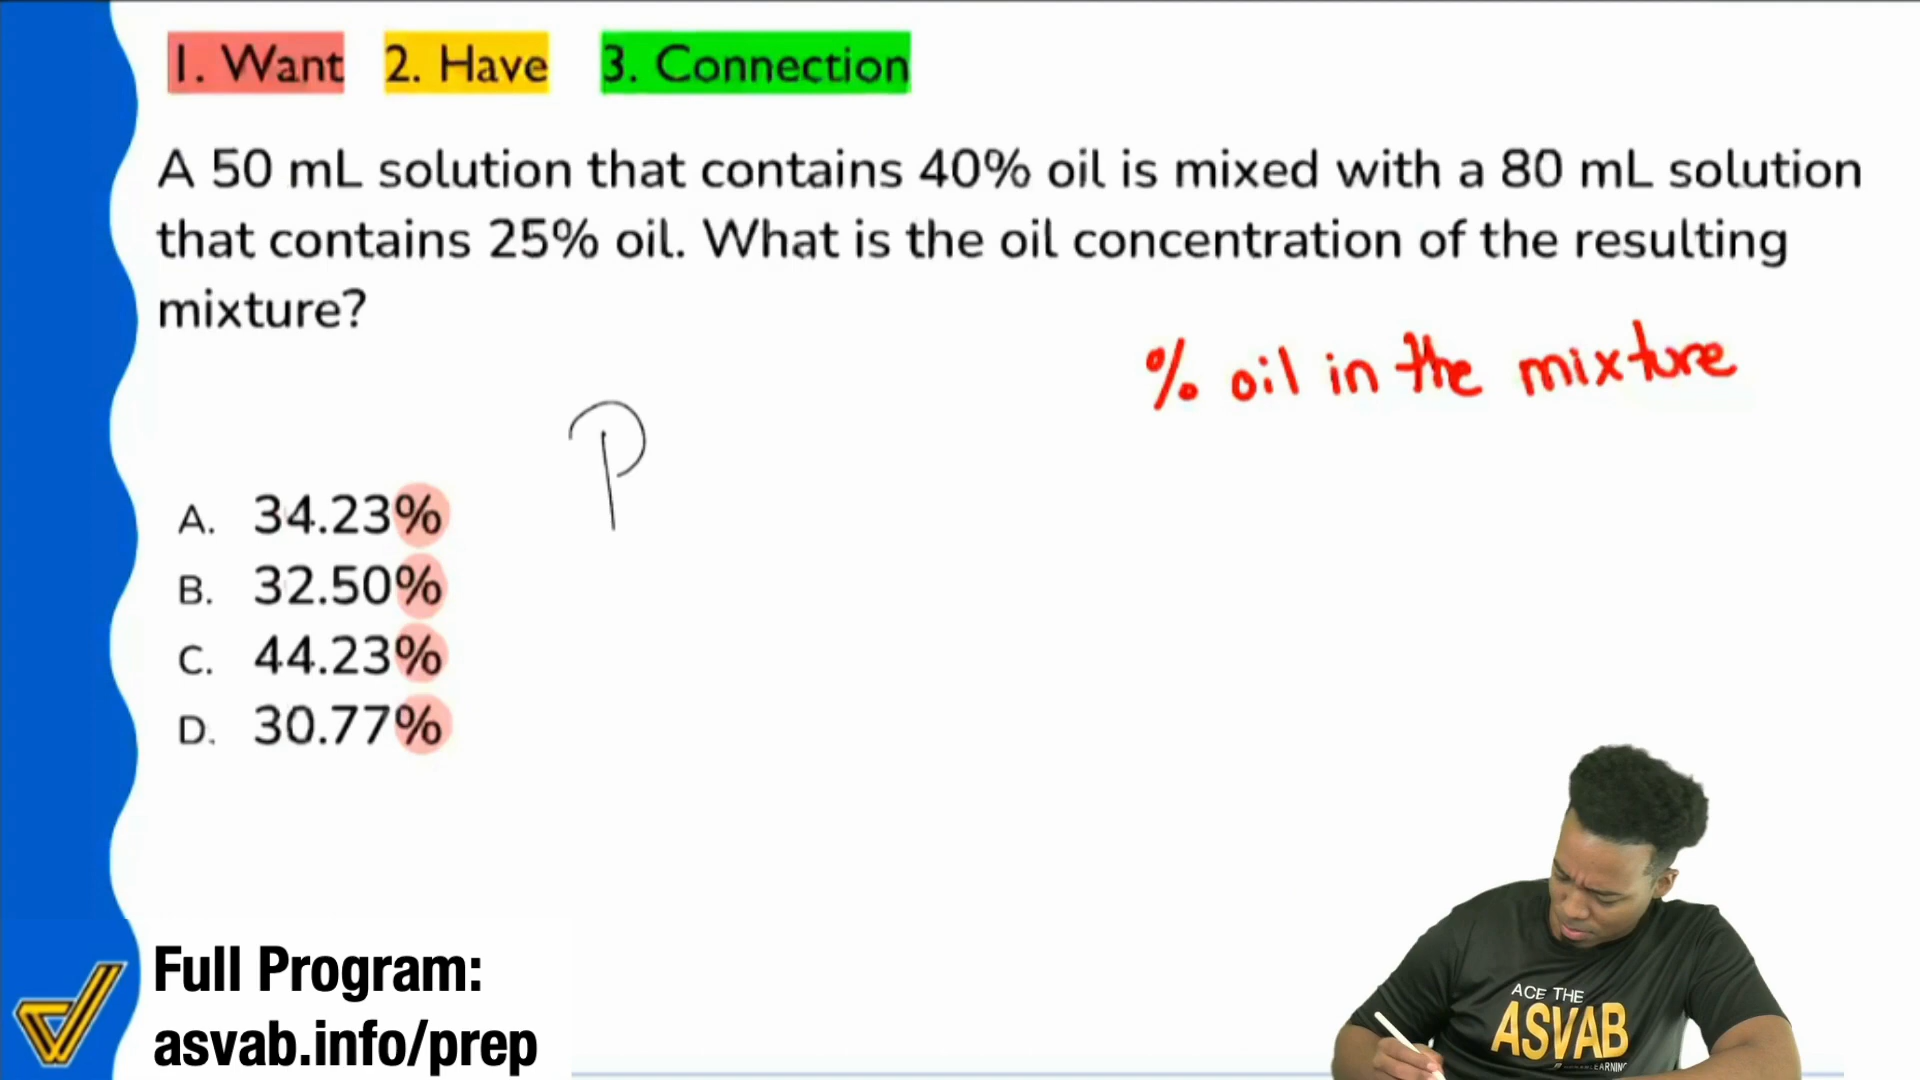 1. Want 2. Have 3. Connection
A 50 mL solution that contains 40% oil is mixed with a 80 mL solution
that contains 25% oil. What is the oil concentration of the resulting
mixture?
% oil in the mixture
P
A. 34.23%
B. 32.50%
C. 44.23%
D. 30.77%
Full Program:
asvab.info/prep
ACE THE
ASVAB